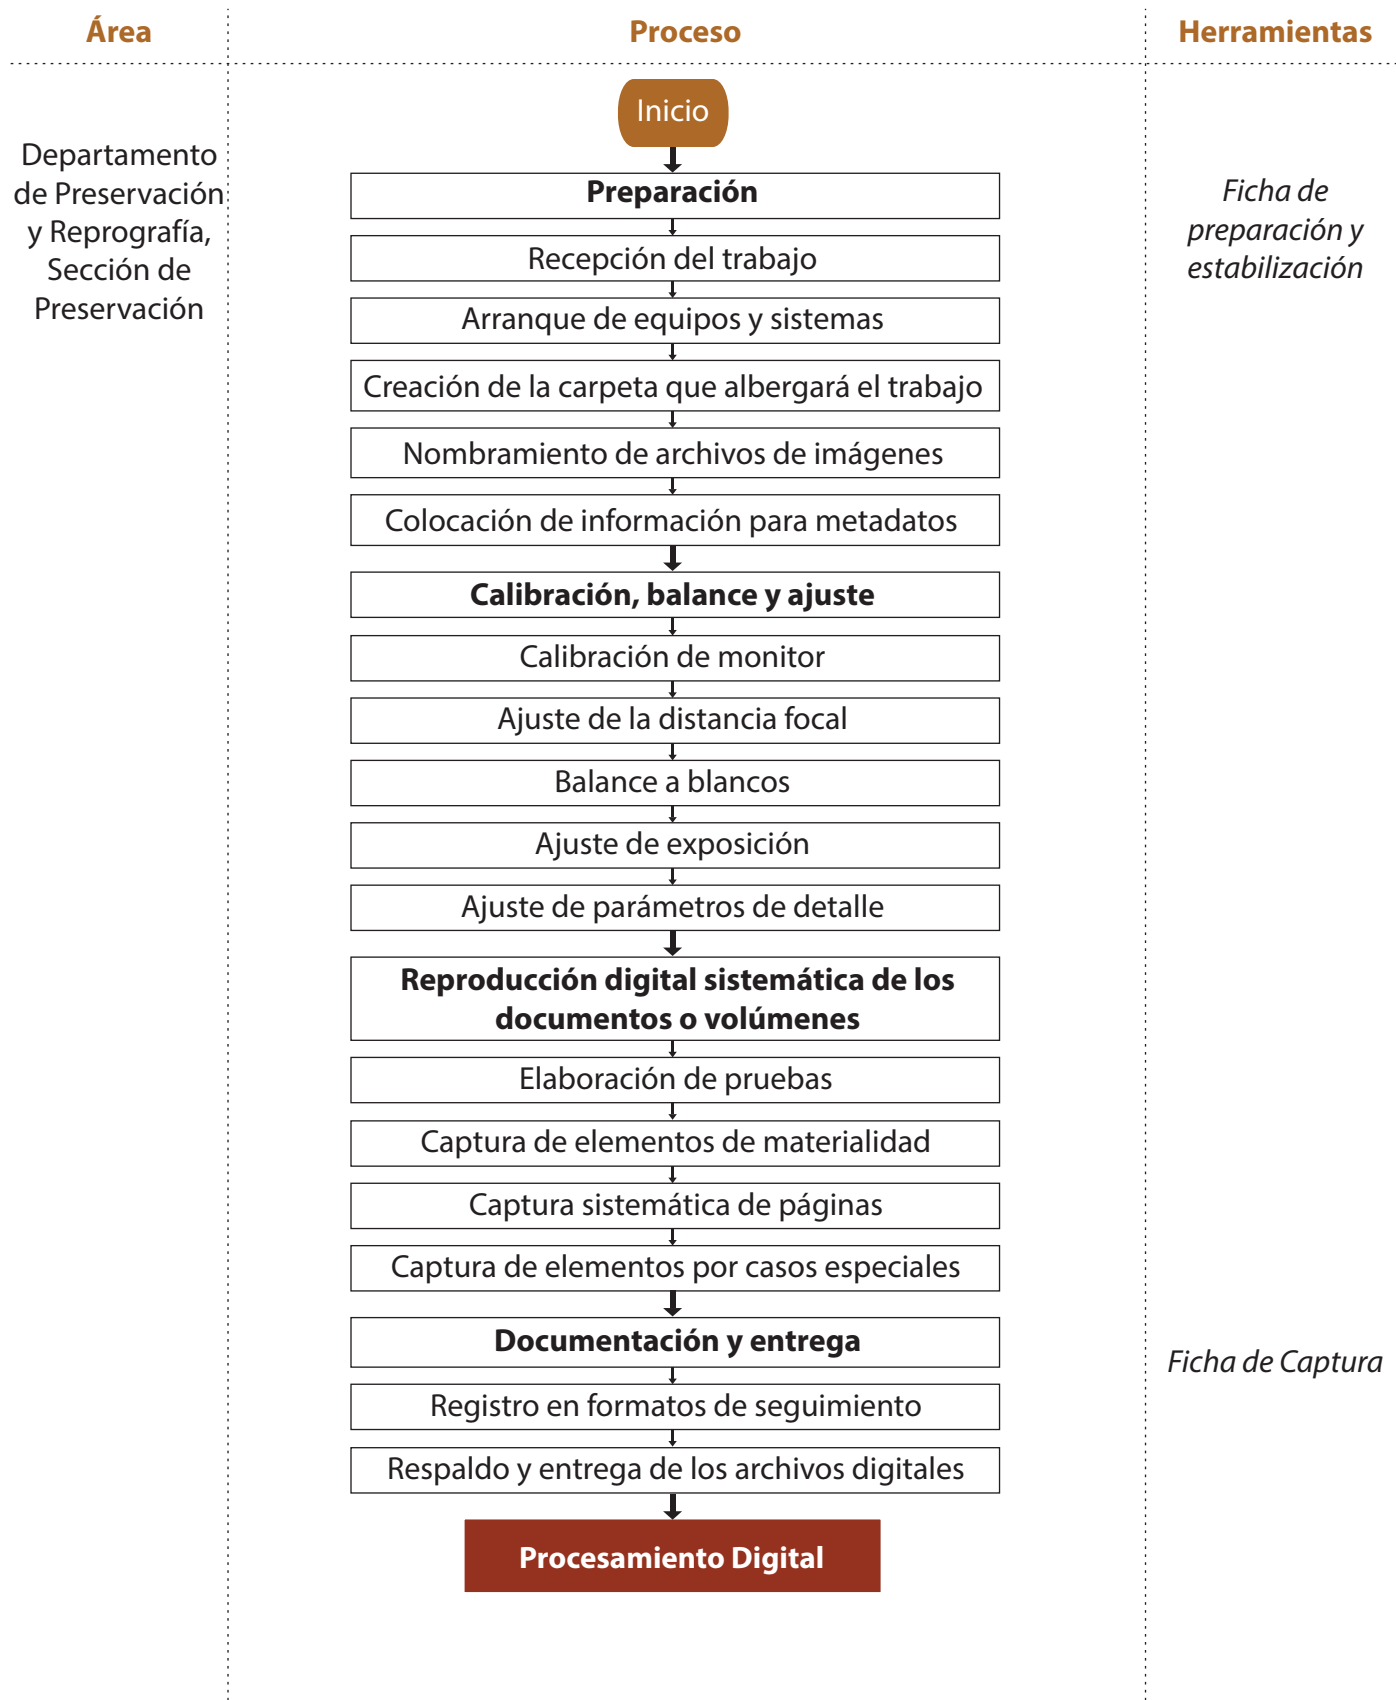 Área
Proceso
Herramientas
Inicio
Departamento
de Preservación
y Reprografía,
Sección de
Preservación
Preparación
Ficha de
preparación y
estabilización
Recepción del trabajo
Arranque de equipos y sistemas
Creación de la carpeta que albergará el trabajo
Nombramiento de archivos de imágenes
Colocación de información para metadatos
Calibración, balance y ajuste
Calibración de monitor
Ajuste de la distancia focal
Balance a blancos
Ajuste de exposición
Ajuste de parámetros de detalle
Reproducción digital sistemática de los
documentos o volúmenes
Elaboración de pruebas
Captura de elementos de materialidad
Captura sistemática de páginas
Captura de elementos por casos especiales
Documentación y entrega
Ficha de Captura
Registro en formatos de seguimiento
Respaldo y entrega de los archivos digitales
Procesamiento Digital